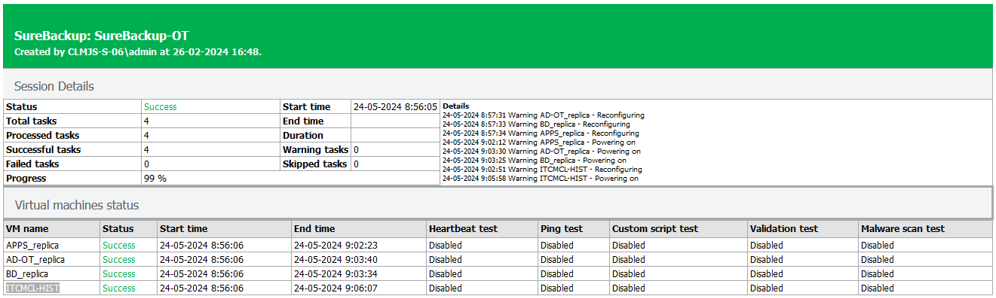 SureBackup: SureBackup-OT
Created by CLMJS-S-06\admin at 26-02-2024 16:48.
Session Details
Status Success Start time 24-05-2024 8:56:05
Total tasks 4 End time
Processed tasks 4 Duration
Successful tasks 4 Warning tasks 0
Failed tasks 0 Skipped tasks 0
Progress 99 %
Details
24-05-2024 8:57:31 Warning AD-OT_replica - Reconfiguring
24-05-2024 8:57:33 Warning BD_replica - Reconfiguring
24-05-2024 8:57:34 Warning APPS_replica - Reconfiguring
24-05-2024 9:02:12 Warning APPS_replica - Powering on
24-05-2024 9:03:30 Warning AD-OT_replica - Powering on
24-05-2024 9:03:25 Warning BD_replica - Powering on
24-05-2024 9:02:51 Warning ITCMCL-HIST - Reconfiguring
24-05-2024 9:05:58 Warning ITCMCL-HIST - Powering on
Virtual machines status
VM name Status Start time End time Heartbeat test Ping test Custom script test Validation test Malware scan test
APPS_replica Success 24-05-2024 8:56:06 24-05-2024 9:02:23 Disabled Disabled Disabled Disabled Disabled
AD-OT_replica Success 24-05-2024 8:56:06 24-05-2024 9:03:40 Disabled Disabled Disabled Disabled Disabled
BD_replica Success 24-05-2024 8:56:06 24-05-2024 9:03:34 Disabled Disabled Disabled Disabled Disabled
ITCMCL-HIST Success 24-05-2024 8:56:06 24-05-2024 9:06:07 Disabled Disabled Disabled Disabled Disabled